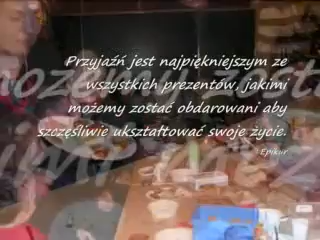 Przyjaźń jest najpiękniejszym ze
wszystkich prezentów, jakimi
możemy zostać obdarowani aby
szczęśliwie ukształtować swoje życie.
Epikur